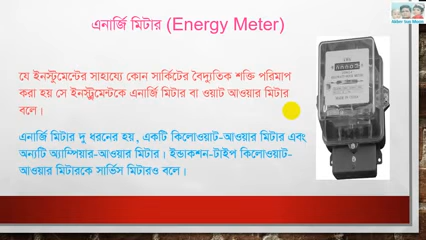 এনার্জি মিটার (Energy Meter)
যে ইনস্টুমেন্টের সাহায্যে কোন সার্কিটের বৈদ্যুতিক শক্তি পরিমাপ
করা হয় সে ইনস্ট্রুমেন্টকে এনার্জি মিটার বা ওয়াট আওয়ার মিটার
বলে।
এনার্জি মিটার দু ধরনের হয়, একটি কিলোওয়াট-আওয়ার মিটার এবং
অন্যটি অ্যাম্পিয়ার-আওয়ার মিটার। ইন্ডাকশন-টাইপ কিলোওয়াট-
আওয়ার মিটারকে সার্ভিস মিটারও বলে।